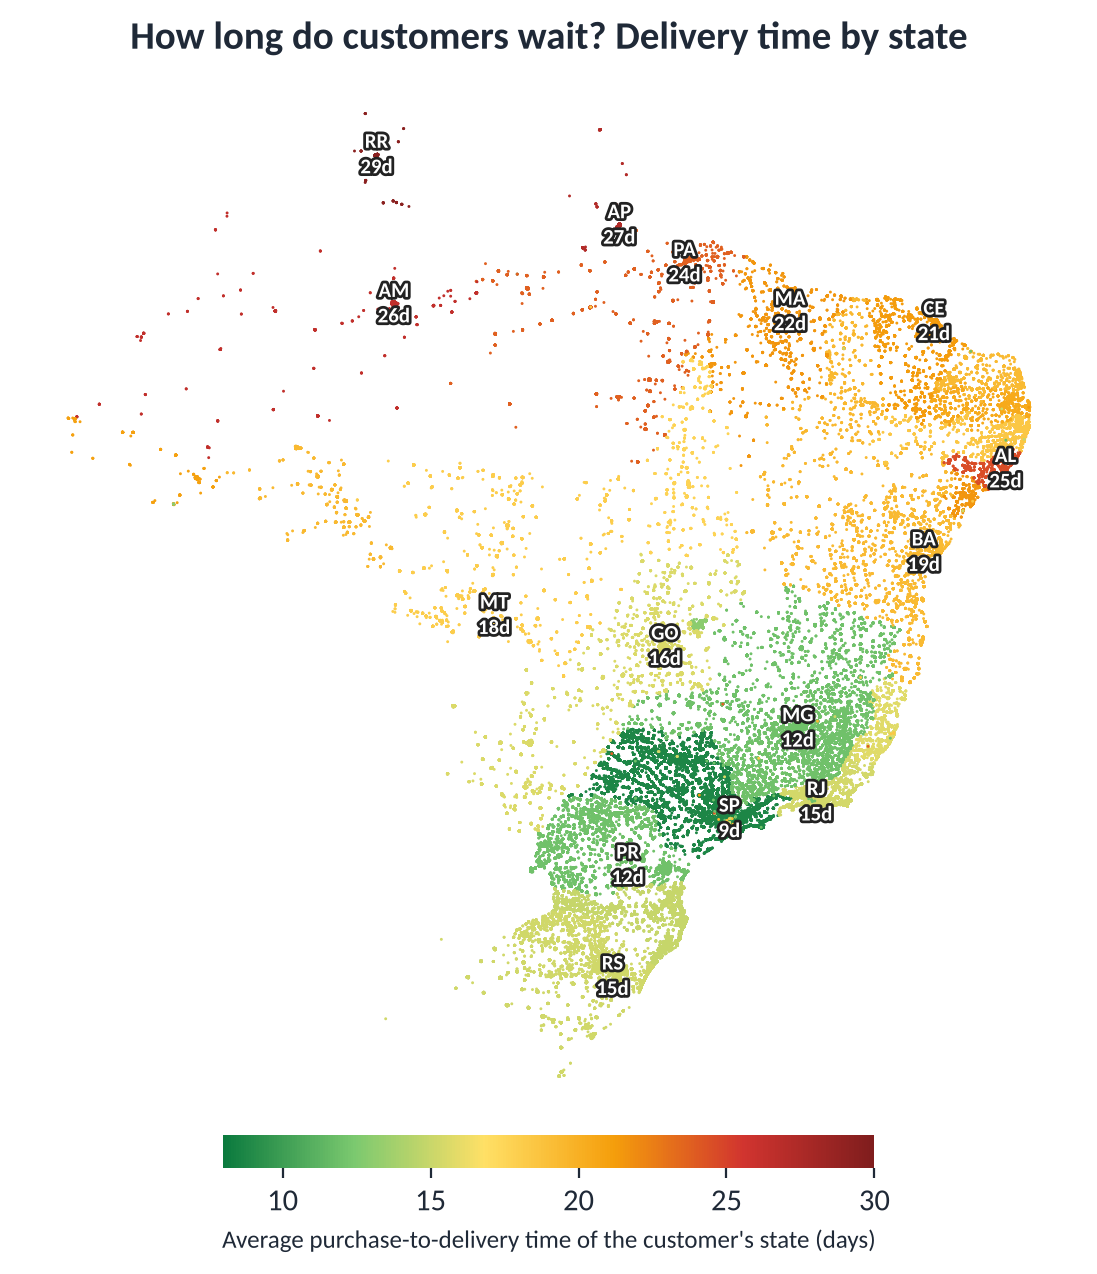 How long do customers wait? Delivery time by state
RR
29d
AP
27d
PA
24d
AM
26d
MA
22d
CE
21d
AL
25d
BA
19d
MT
18d
GO
16d
MG
12d
RJ
15d
SP
9d
PR
12d
RS
15d
10 15 20 25 30
Average purchase-to-delivery time of the customer's state (days)